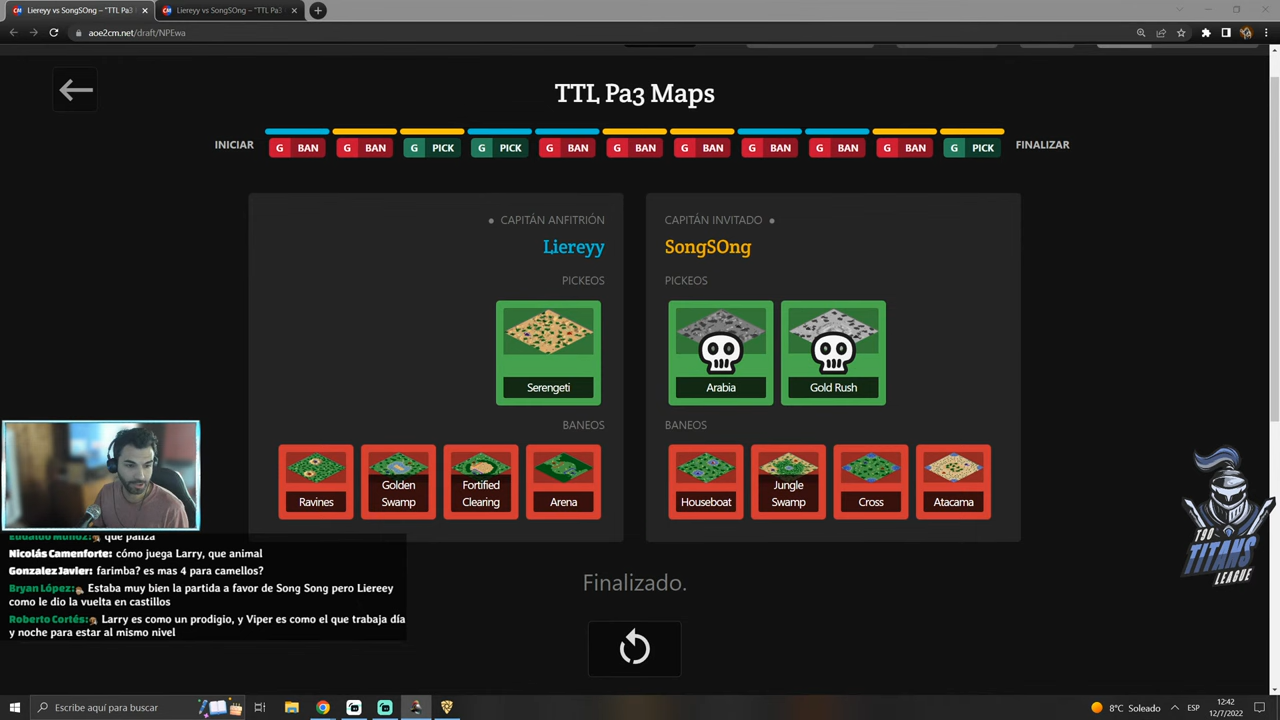 Liereyy vs SongSOng – "TTL Pa3
Liereyy vs SongSOng – "TTL Pa3
aoe2cm.net/draft/NPEwa
TTL Pa3 Maps
INICIAR G BAN G BAN G PICK G PICK G BAN G BAN G BAN G BAN G BAN G BAN G PICK FINALIZAR
CAPITÁN ANFITRIÓN
Liereyy
PICKEOS
Serengeti
BANEOS
Ravines
Golden Swamp
Fortified Clearing
Arena
CAPITÁN INVITADO
SongSOng
PICKEOS
Arabia
Gold Rush
BANEOS
Houseboat
Jungle Swamp
Cross
Atacama
Finalizado.
que paliza
Nicolás Camenforte: cómo juega Larry, que animal
Gonzalez Javier: farimba? es mas 4 para camellos?
Bryan López: Estaba muy bien la partida a favor de Song Song pero Liereey
como le dio la vuelta en castillos
Roberto Cortés: Larry es como un prodigio, y Viper es como el que trabaja día
y noche para estar al mismo nivel
T90
TITANS
LEAGUE
Escribe aquí para buscar
8°C Soleado
ESP
12:42
12/7/2022